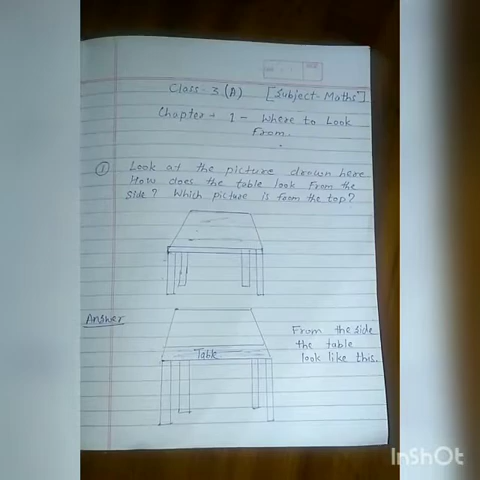 Class - 3 (A) [Subject - Maths"]
Chapter → 1 - Where to Look
From.
① Look at the picture drawn here
How does the table look from the
side? Which picture is from the top?
Answer
From the side
the table
look like this.
Table
InShOt